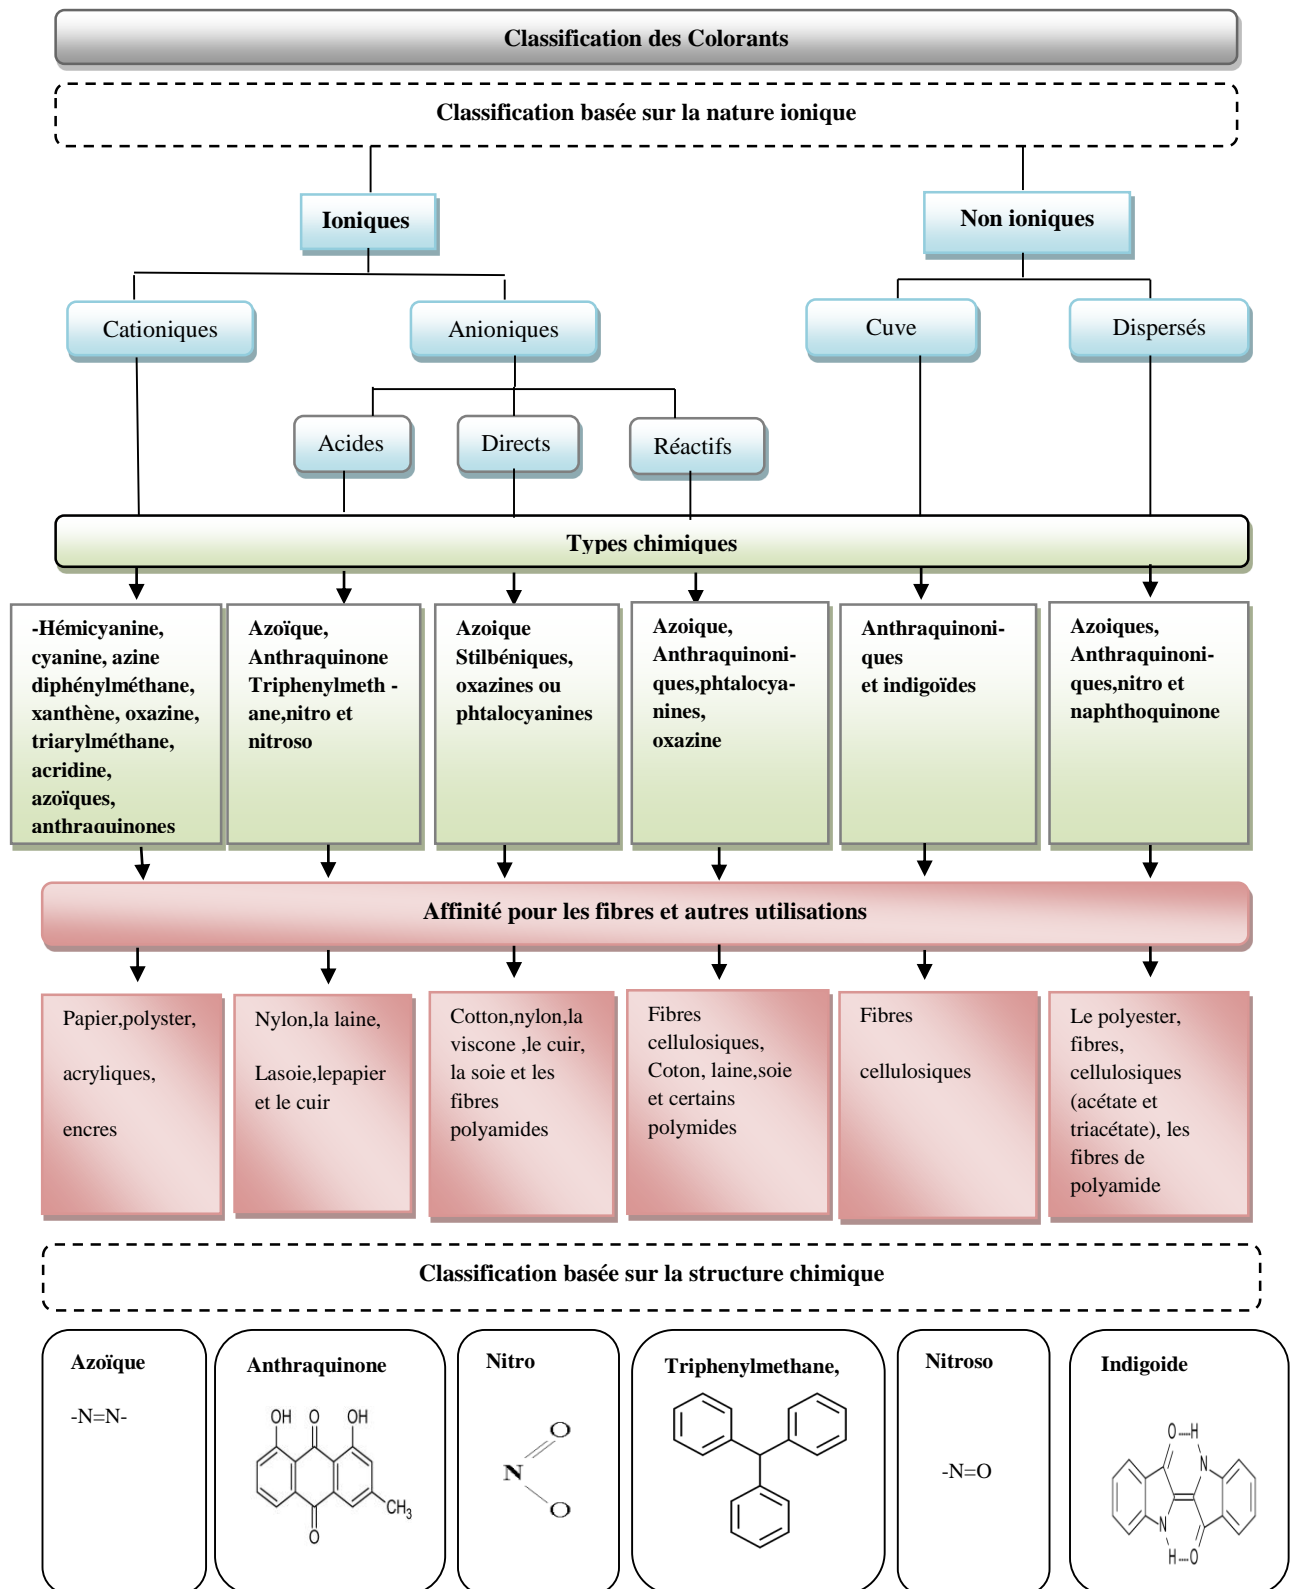 Classification des Colorants
Classification basée sur la nature ionique
Ioniques
Non ioniques
Cationiques
Anioniques
Cuve
Dispersés
Acides
Directs
Réactifs
Types chimiques
-Hémicyanine,
cyanine, azine
diphénylméthane,
xanthène, oxazine,
triarylméthane,
acridine,
azoïques,
anthraquinones
Azoïque,
Anthraquinone
Triphenylmeth -
ane,nitro et
nitroso
Azoique
Stilbéniques,
oxazines ou
phtalocyanines
Azoique,
Anthraquinoni-
ques,phtalocya-
nines,
oxazine
Anthraquinoni-
ques
et indigoïdes
Azoiques,
Anthraquinoni-
ques,nitro et
naphthoquinone
Affinité pour les fibres et autres utilisations
Papier,polyster,
acryliques,
encres
Nylon,la laine,
Lasoie,lepapier
et le cuir
Cotton,nylon,la
viscone ,le cuir,
la soie et les
fibres
polyamides
Fibres
cellulosiques,
Coton, laine,soie
et certains
polymides
Fibres
cellulosiques
Le polyester,
fibres,
cellulosiques
(acétate et
triacétate), les
fibres de
polyamide
Classification basée sur la structure chimique
Azoïque
-N=N-
Anthraquinone
OH O OH
CH3
O
Nitro
O
N
O
Triphenylmethane,
Nitroso
-N=O
Indigoide
O H
N
N
H O